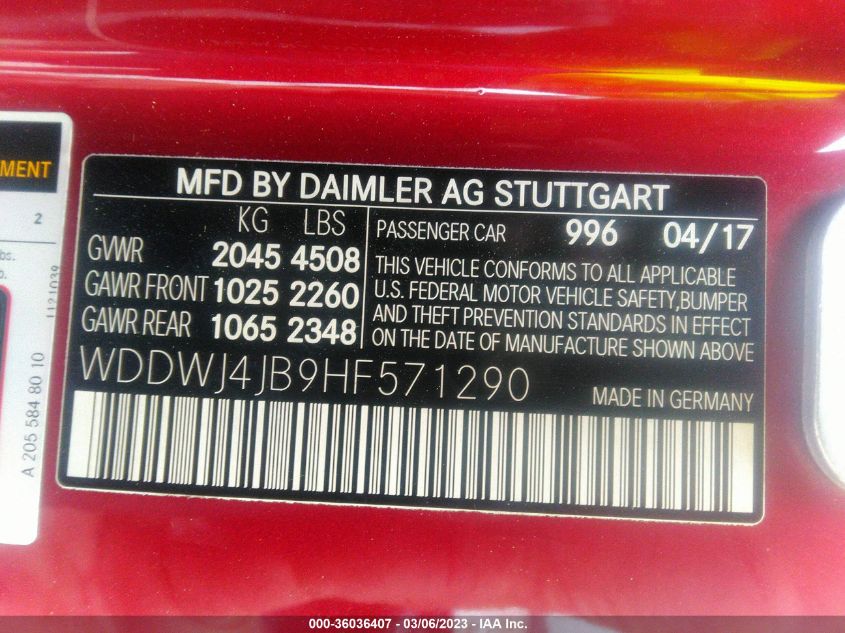 MFD BY DAIMLER AG STUTTGART
KG LBS
GVWR 2045 4508
GAWR FRONT 1025 2260
GAWR REAR 1065 2348
PASSENGER CAR 996 04/17
THIS VEHICLE CONFORMS TO ALL APPLICABLE
U.S. FEDERAL MOTOR VEHICLE SAFETY,BUMPER
AND THEFT PREVENTION STANDARDS IN EFFECT
ON THE DATE OF MANUFACTURE SHOWN ABOVE
WDDWJ4JB9HF571290
MADE IN GERMANY
EMENT
2
lbs.
1121039
A 205 584 80 10
000-36036407 - 03/06/2023 - IAA Inc.